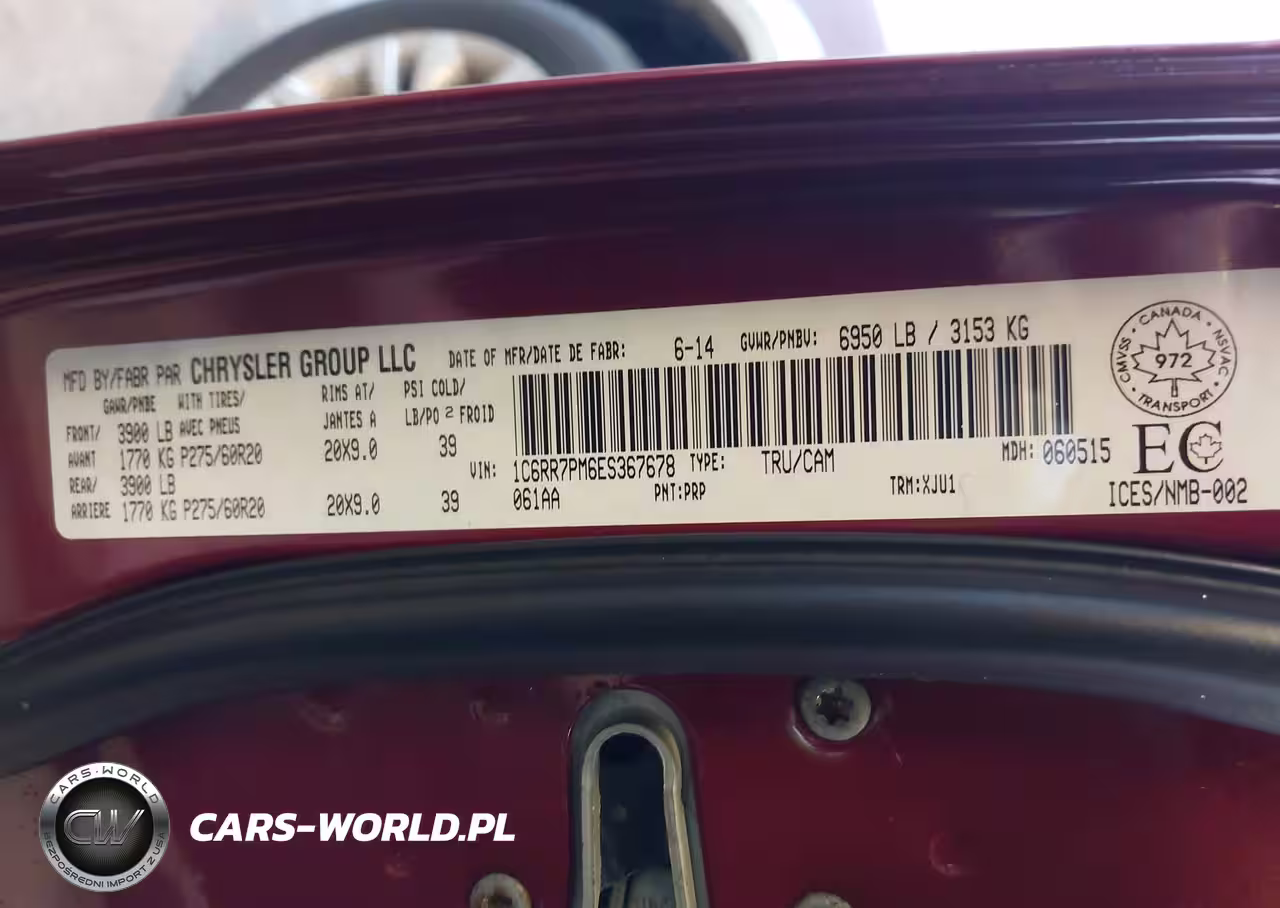 MFD BY/FABR PAR CHRYSLER GROUP LLC
DATE OF MFR/DATE DE FABR: 6-14 GVWR/PNBV: 6950 LB / 3153 KG
GAWR/PNBE WITH TIRES/ RIMS AT/ PSI COLD/
AVEC PNEUS JANTES A LB/PO 2 FROID
FRONT/ 3900 LB
AVANT 1770 KG P275/60R20 20X9.0 39
REAR/ 3900 LB
ARRIERE 1770 KG P275/60R20 20X9.0 39
VIN: 1C6RR7PM6ES367678 TYPE: TRU/CAM MDH: 060515
061AA PNT:PRP TRM:XJU1
CANADA
CMVSS 972 NSVAC
TRANSPORT
EC
ICES/NMB-002
CARS-WORLD
CW
BEZPOŚREDNI IMPORT Z USA
CARS-WORLD.PL